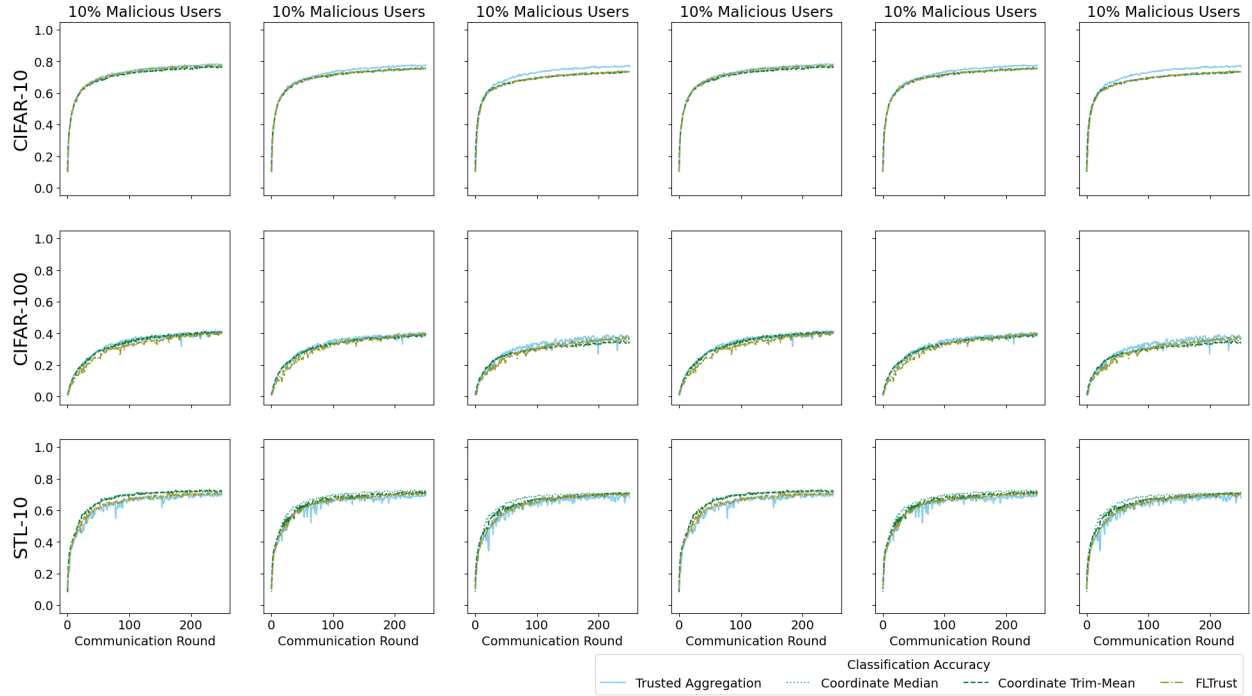 10% Malicious Users 10% Malicious Users 10% Malicious Users 10% Malicious Users 10% Malicious Users 10% Malicious Users
CIFAR-10
1.0
0.8
0.6
0.4
0.2
0.0
CIFAR-100
1.0
0.8
0.6
0.4
0.2
0.0
STL-10
1.0
0.8
0.6
0.4
0.2
0.0
0 100 200 0 100 200 0 100 200 0 100 200 0 100 200 0 100 200
Communication Round Communication Round Communication Round Communication Round Communication Round Communication Round
Classification Accuracy
Trusted Aggregation Coordinate Median Coordinate Trim-Mean FLTrust